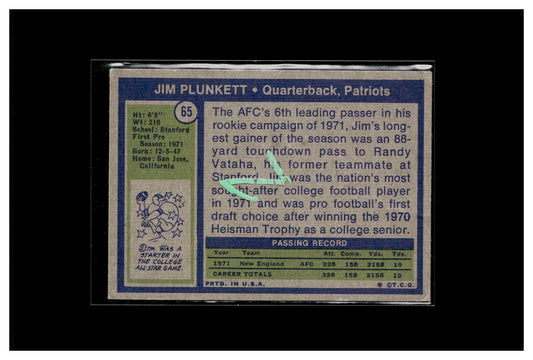 JIM PLUNKETT • Quarterback, Patriots
65
Ht: 6'3"
Wt: 210
School: Stanford
First Pro
Season: 1971
Born: 12-5-47
Home: San Jose,
California
The AFC's 6th leading passer in his
rookie campaign of 1971, Jim's long-
est gainer of the season was an 88-
yard touchdown pass to Randy
Vataha, his former teammate at
Stanford. Jim was the nation's most
sought-after college football player
in 1971 and was pro football's first
draft choice after winning the 1970
Heisman Trophy as a college senior.
JIM WAS A
STARTER IN
THE COLLEGE
ALL-STAR GAME.
PASSING RECORD
Year Team Att. Comp. Yds. Tds.
1971 New England AFC 328 158 2158 19
CAREER TOTALS 328 158 2158 19
PRTD. IN U.S.A. © T.C.G.